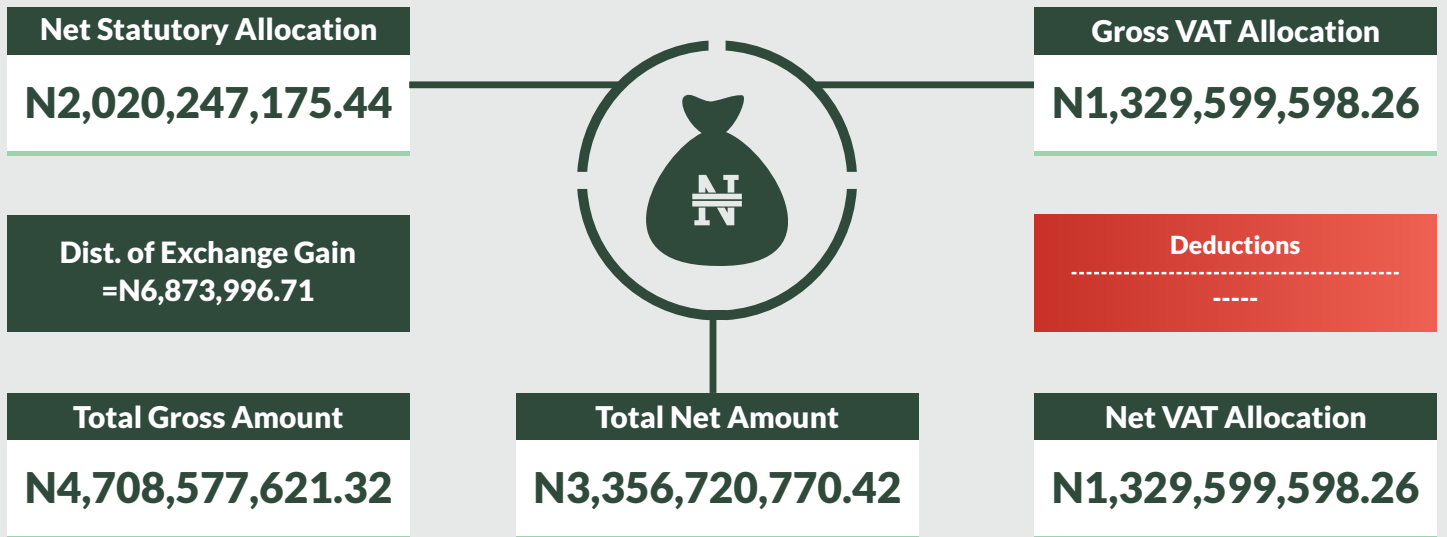 Net Statutory Allocation
N2,020,247,175.44
Gross VAT Allocation
N1,329,599,598.26
₦
Dist. of Exchange Gain
=N6,873,996.71
Deductions
--------------------------------------------
-----
Total Gross Amount
N4,708,577,621.32
Total Net Amount
N3,356,720,770.42
Net VAT Allocation
N1,329,599,598.26